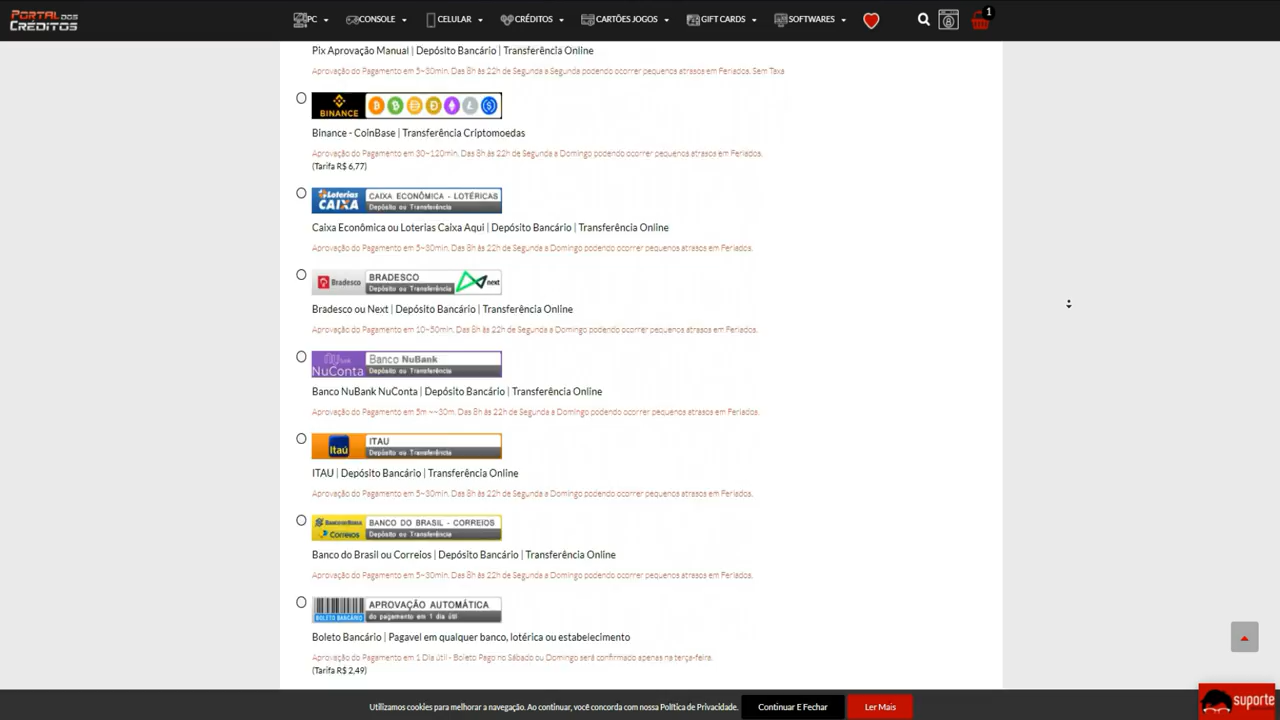 PORTAL DOS CRÉDITOS
PC
CONSOLE
CELULAR
CRÉDITOS
CARTÕES JOGOS
GIFT CARDS
SOFTWARES
1
Pix Aprovação Manual | Depósito Bancário | Transferência Online
Aprovação do Pagamento em 5~30min. Das 8h às 22h de Segunda a Segunda podendo ocorrer pequenos atrasos em Feriados. Sem Taxa
BINANCE
Binance - CoinBase | Transferência Criptomoedas
Aprovação do Pagamento em 30~120min. Das 8h às 22h de Segunda a Domingo podendo ocorrer pequenos atrasos em Feriados.
(Tarifa R$ 6,77)
Loterias CAIXA
CAIXA ECONÔMICA - LOTÉRICAS
Depósito ou Transferência
Caixa Econômica ou Loterias Caixa Aqui | Depósito Bancário | Transferência Online
Aprovação do Pagamento em 5~30min. Das 8h às 22h de Segunda a Domingo podendo ocorrer pequenos atrasos em Feriados.
Bradesco
BRADESCO
Depósito ou Transferência
next
Bradesco ou Next | Depósito Bancário | Transferência Online
Aprovação do Pagamento em 10~50min. Das 8h às 22h de Segunda a Domingo podendo ocorrer pequenos atrasos em Feriados.
NuConta
Banco NuBank
Depósito ou Transferência
Banco NuBank NuConta | Depósito Bancário | Transferência Online
Aprovação do Pagamento em 5m ~~30m. Das 8h às 22h de Segunda a Domingo podendo ocorrer pequenos atrasos em Feriados.
Itaú
ITAU
Depósito ou Transferência
ITAU | Depósito Bancário | Transferência Online
Aprovação do Pagamento em 5~30min. Das 8h às 22h de Segunda a Domingo podendo ocorrer pequenos atrasos em Feriados.
BANCO DO BRASIL
Correios
BANCO DO BRASIL - CORREIOS
Depósito ou Transferência
Banco do Brasil ou Correios | Depósito Bancário | Transferência Online
Aprovação do Pagamento em 5~30min. Das 8h às 22h de Segunda a Domingo podendo ocorrer pequenos atrasos em Feriados.
BOLETO BANCÁRIO
APROVAÇÃO AUTOMÁTICA
do pagamento em 1 dia útil
Boleto Bancário | Pagavel em qualquer banco, lotérica ou estabelecimento
Aprovação do Pagamento em 1 Dia útil - Boleto Pago no Sábado ou Domingo será confirmado apenas na terça-feira.
(Tarifa R$ 2,49)
Utilizamos cookies para melhorar a navegação. Ao continuar, você concorda com nossa Política de Privacidade.
Continuar E Fechar
Ler Mais
suporte